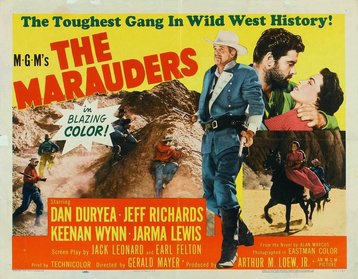 The Toughest Gang In Wild West History!
M-G-M's THE
MARAUDERS
in
BLAZING
COLOR!
Starring
DAN DURYEA · JEFF RICHARDS
KEENAN WYNN · JARMA LEWIS
Screen Play by JACK LEONARD and EARL FELTON
From the Novel by ALAN MARCUS
Photographed in EASTMAN COLOR
Print by TECHNICOLOR Directed by GERALD MAYER Produced by ARTHUR M. LOEW, JR.
AN M-G-M
PICTURE